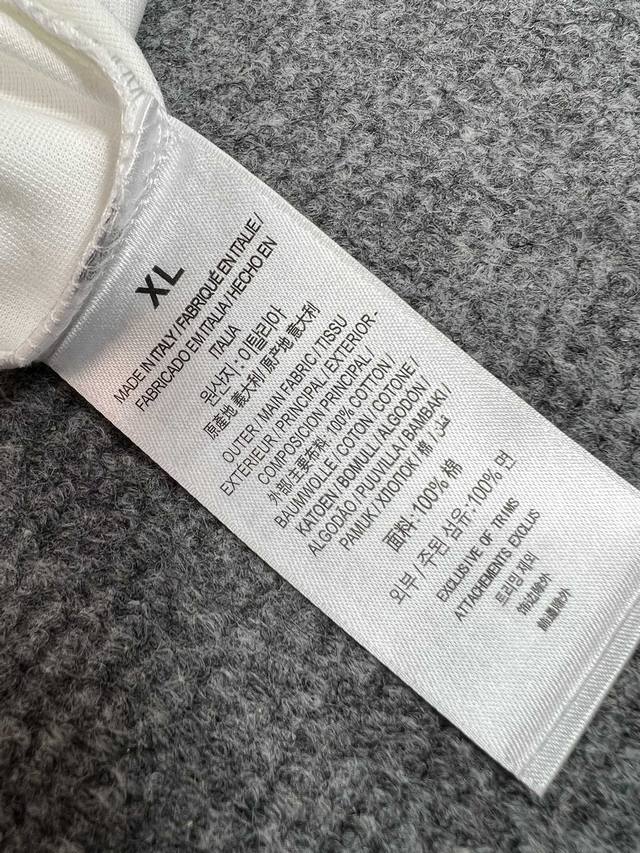 XL
MADE IN ITALY / FABRIQUÉ EN ITALIE /
FABRICADO EM ITALIA / HECHO EN
ITALIA
원산지 : 이탈리아
原產地 義大利 / 原产地 意大利
OUTER / MAIN FABRIC / TISSU
EXTERIEUR / PRINCIPAL / EXTERIOR -
COMPOSICION PRINCIPAL /
外部 / 主要布料 : 100% COTTON /
BAUMWOLLE / COTON / COTONE /
KATOEN / BOMULL / ALGODÓN /
ALGODÃO / PUUVILLA / BAMBAKI /
PAMUK / ХЛОПОК / 棉 /
面料 : 100% 棉
외부 / 주된 섬유 : 100% 면
EXCLUSIVE OF TRIMS
ATTACHEMENTS EXCLUS
트리밍 제외